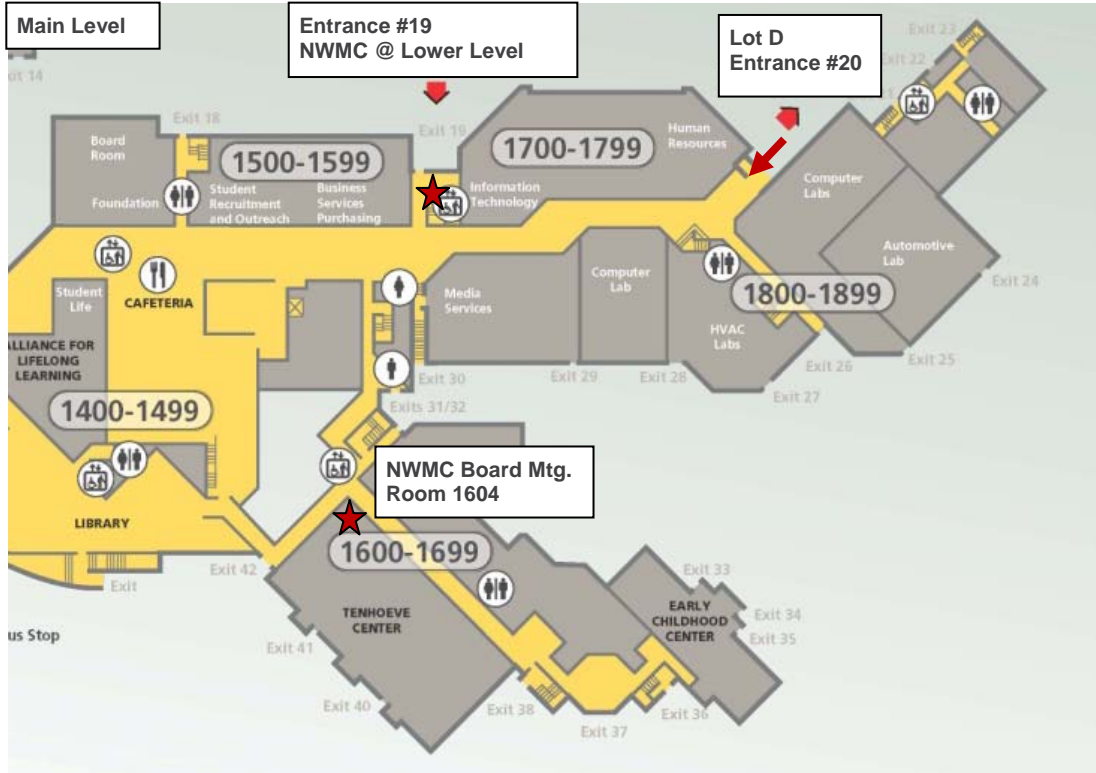 Main Level
Entrance #19
NWMC @ Lower Level
Lot D
Entrance #20
Exit 23
Exit 22
Exit 18
Exit 19
Board
Room
1500-1599
1700-1799
Human
Resources
Foundation
Student
Recruitment
and Outreach
Business
Services
Purchasing
Information
Technology
Computer
Labs
Automotive
Lab
Exit 24
Student
Life
CAFETERIA
Media
Services
Computer
Lab
1800-1899
HVAC
Labs
ALLIANCE FOR
LIFELONG
LEARNING
Exit 30
Exit 29
Exit 28
Exit 26
Exit 25
Exit 27
1400-1499
Exits 31/32
NWMC Board Mtg.
Room 1604
LIBRARY
1600-1699
Exit
Exit 42
Exit 33
TENHOEVE
CENTER
EARLY
CHILDHOOD
CENTER
Exit 34
Exit 35
Stop
Exit 41
Exit 40
Exit 38
Exit 37
Exit 36